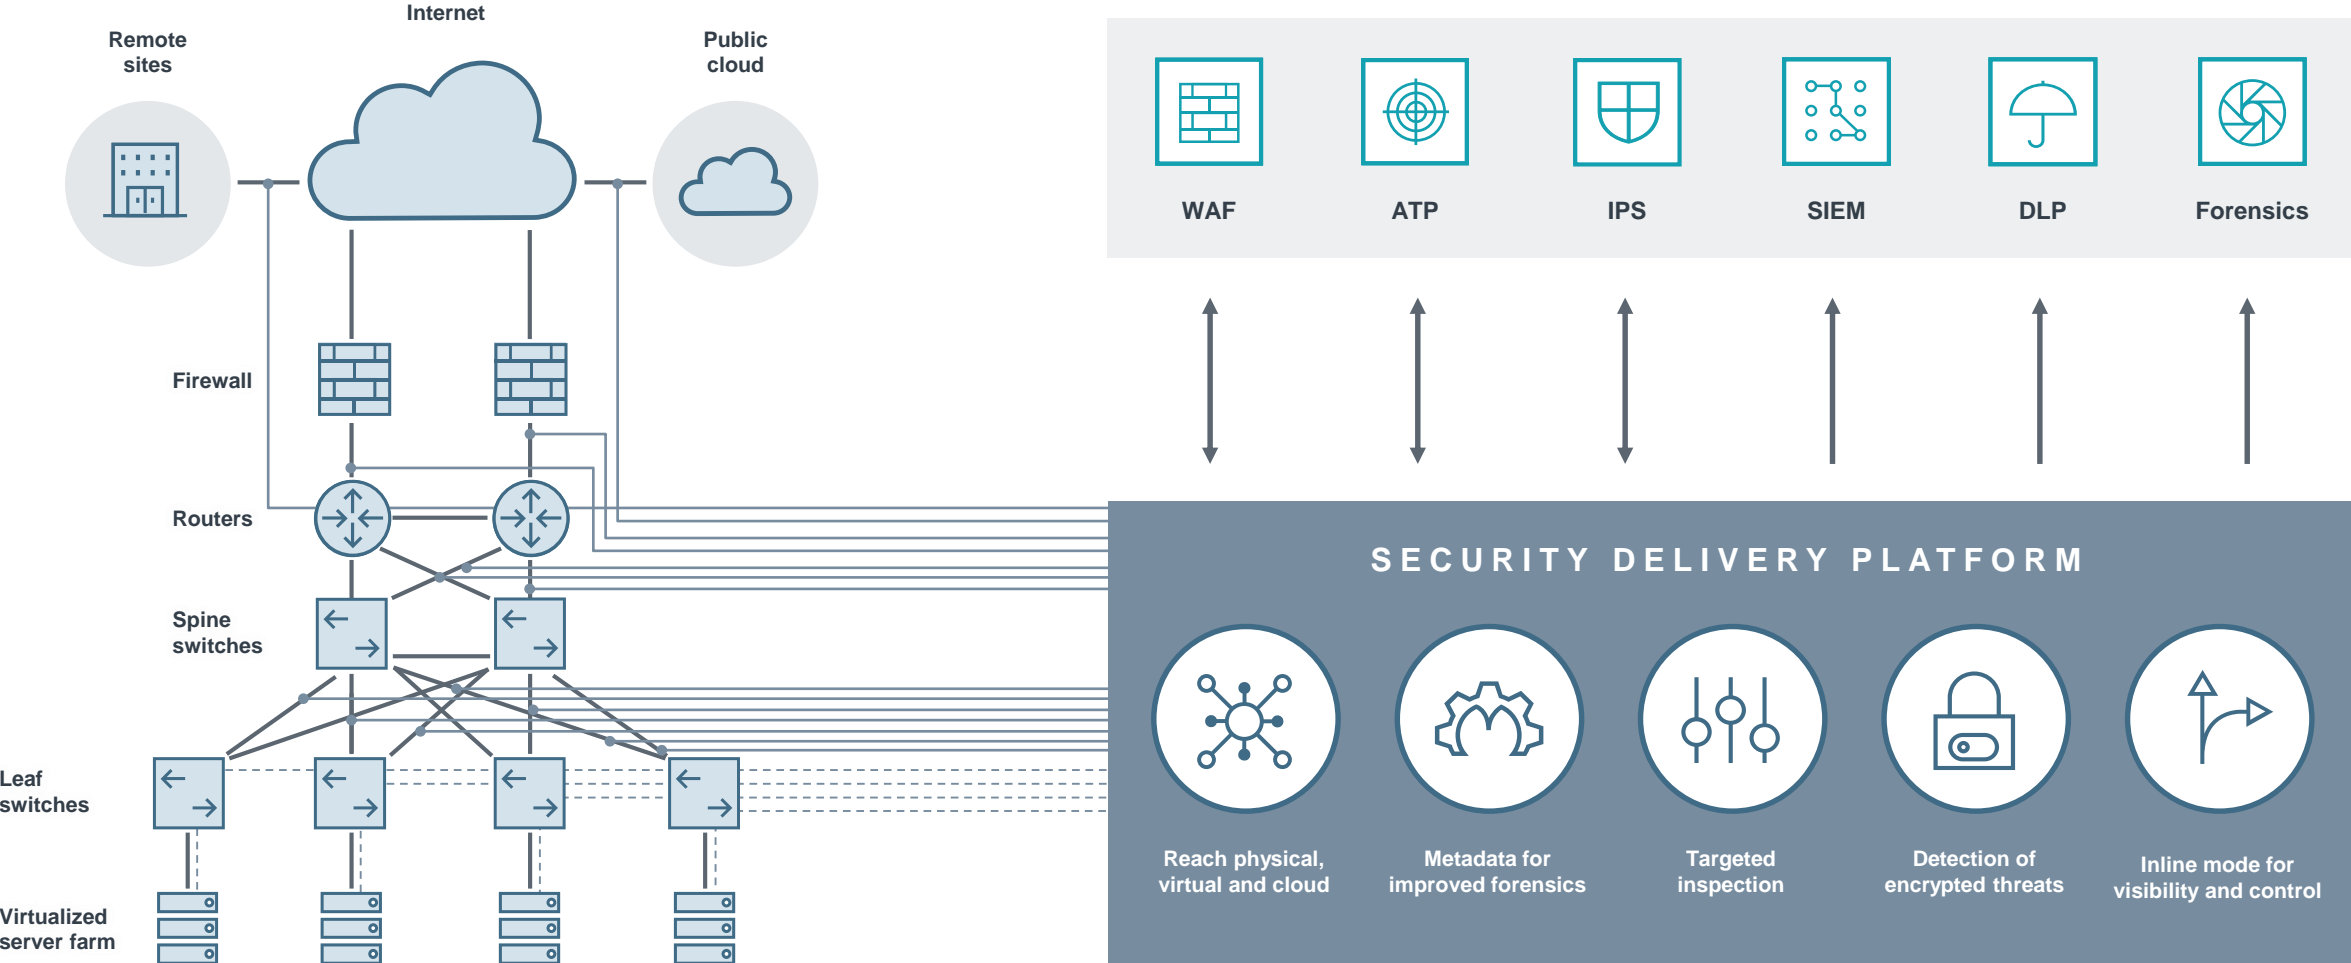 Internet
Remote
sites
Public
cloud
Firewall
Routers
Spine
switches
Leaf
switches
Virtualized
server farm
WAF
ATP
IPS
SIEM
DLP
Forensics
SECURITY DELIVERY PLATFORM
Reach physical,
virtual and cloud
Metadata for
improved forensics
Targeted
inspection
Detection of
encrypted threats
Inline mode for
visibility and control